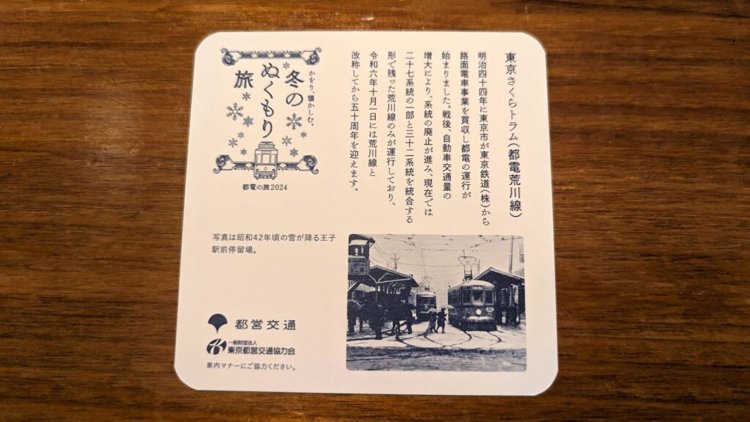 東京さくらトラム(都電荒川線)
明治四十四年に東京市が東京鉄道(株)から
路面電車事業を買収し都電の運行が
始まりました。戦後、自動車交通量の
増大により、系統の廃止が進み、現在では
二十七系統の一部と三十二系統を統合する
形で残った荒川線のみが運行しており、
令和六年十月一日には荒川線と
改称してから五十周年を迎えます。
かをり、懐かしむ。
冬の
ぬくもり
旅
都電の旅2024
写真は昭和42年頃の雪が降る王子
駅前停留場。
都営交通
一般財団法人
東京都営交通協力会
車内マナーにご協力ください。